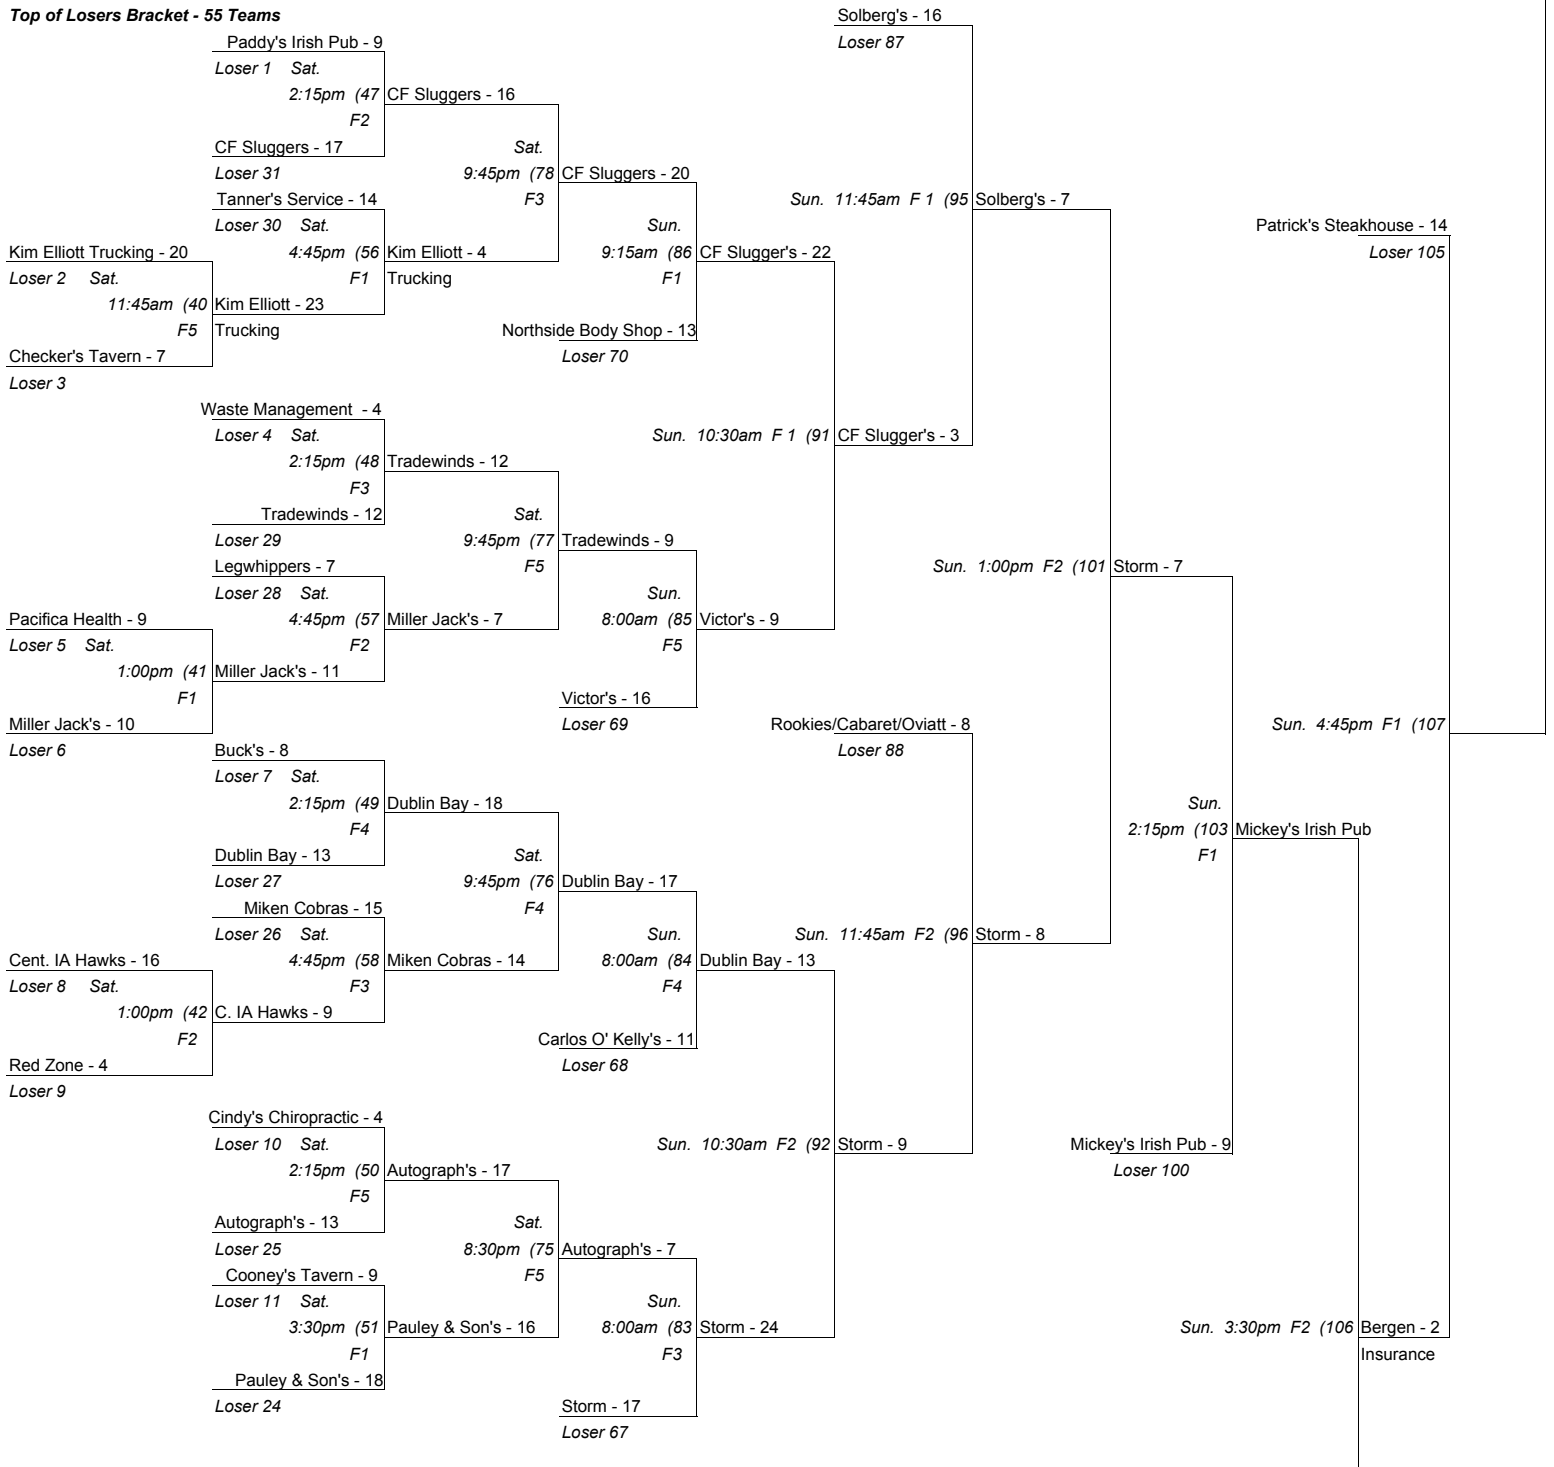 Top of Losers Bracket - 55 Teams
Solberg's - 16
Paddy's Irish Pub - 9
Loser 87
Loser 1 Sat.
2:15pm (47 CF Sluggers - 16
F2
CF Sluggers - 17
Sat.
Loser 31
9:45pm (78 CF Sluggers - 20
Tanner's Service - 14
F3
Sun. 11:45am F 1 (95 Solberg's - 7
Loser 30 Sat.
Sun.
Patrick's Steakhouse - 14
Kim Elliott Trucking - 20
4:45pm (56 Kim Elliott - 4
9:15am (86 CF Slugger's - 22
Loser 105
Loser 2 Sat.
F1 Trucking
F1
11:45am (40 Kim Elliott - 23
F5 Trucking
Northside Body Shop - 13
Checker's Tavern - 7
Loser 70
Loser 3
Waste Management - 4
Loser 4 Sat.
Sun. 10:30am F 1 (91 CF Slugger's - 3
2:15pm (48 Tradewinds - 12
F3
Tradewinds - 12
Sat.
Loser 29
9:45pm (77 Tradewinds - 9
Legwhippers - 7
F5
Sun. 1:00pm F2 (101 Storm - 7
Loser 28 Sat.
Sun.
Pacifica Health - 9
4:45pm (57 Miller Jack's - 7
8:00am (85 Victor's - 9
Loser 5 Sat.
F2
F5
1:00pm (41 Miller Jack's - 11
F1
Victor's - 16
Miller Jack's - 10
Loser 69
Rookies/Cabaret/Oviatt - 8
Sun. 4:45pm F1 (107
Loser 6
Buck's - 8
Loser 88
Loser 7 Sat.
2:15pm (49 Dublin Bay - 18
Sun.
F4
2:15pm (103 Mickey's Irish Pub
Dublin Bay - 13
Sat.
F1
Loser 27
9:45pm (76 Dublin Bay - 17
Miken Cobras - 15
F4
Loser 26 Sat.
Sun.
Sun. 11:45am F2 (96 Storm - 8
Cent. IA Hawks - 16
4:45pm (58 Miken Cobras - 14
8:00am (84 Dublin Bay - 13
Loser 8 Sat.
F3
F4
1:00pm (42 C. IA Hawks - 9
F2
Carlos O' Kelly's - 11
Red Zone - 4
Loser 68
Loser 9
Cindy's Chiropractic - 4
Loser 10 Sat.
Sun. 10:30am F2 (92 Storm - 9
Mickey's Irish Pub - 9
2:15pm (50 Autograph's - 17
Loser 100
F5
Autograph's - 13
Sat.
Loser 25
8:30pm (75 Autograph's - 7
Cooney's Tavern - 9
F5
Loser 11 Sat.
Sun.
3:30pm (51 Pauley & Son's - 16
8:00am (83 Storm - 24
Sun. 3:30pm F2 (106 Bergen - 2
F1
F3
Insurance
Pauley & Son's - 18
Loser 24
Storm - 17
Loser 67